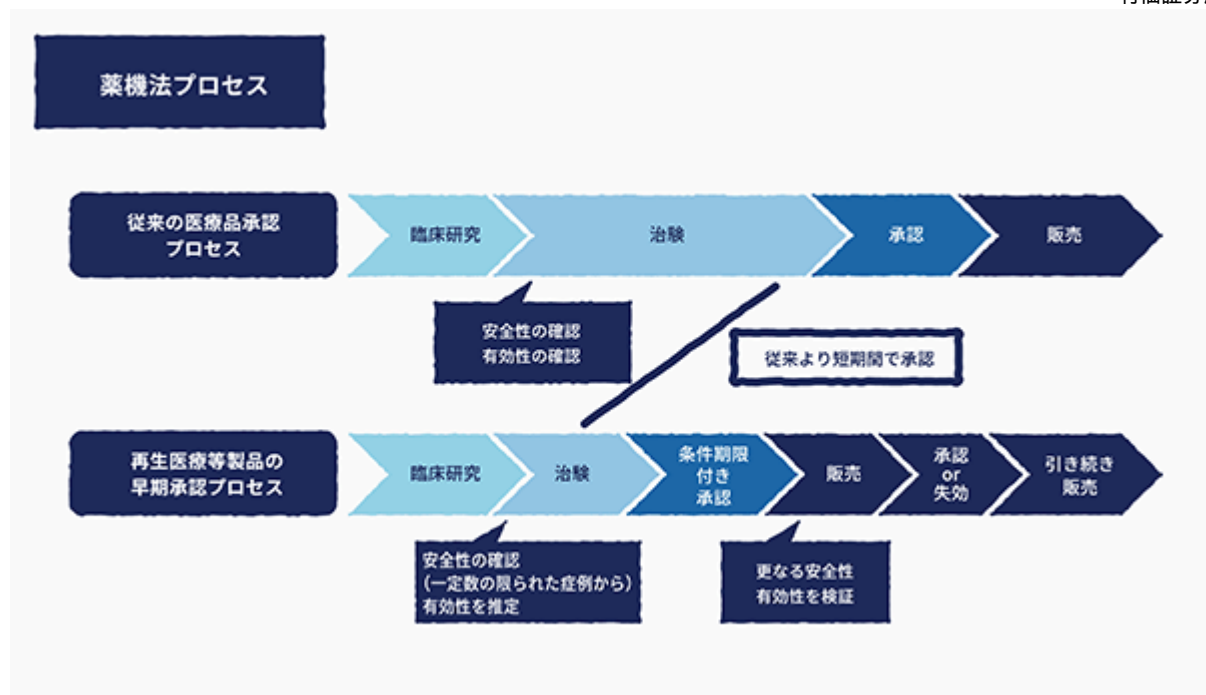 薬機法プロセス
従来の医療品承認
プロセス
臨床研究
治験
承認
販売
安全性の確認
有効性の確認
従来より短期間で承認
再生医療等製品の
早期承認プロセス
臨床研究
治験
条件期限
付き
承認
販売
承認
or
失効
引き続き
販売
安全性の確認
(一定数の限られた症例から)
有効性を推定
更なる安全性
有効性を検証